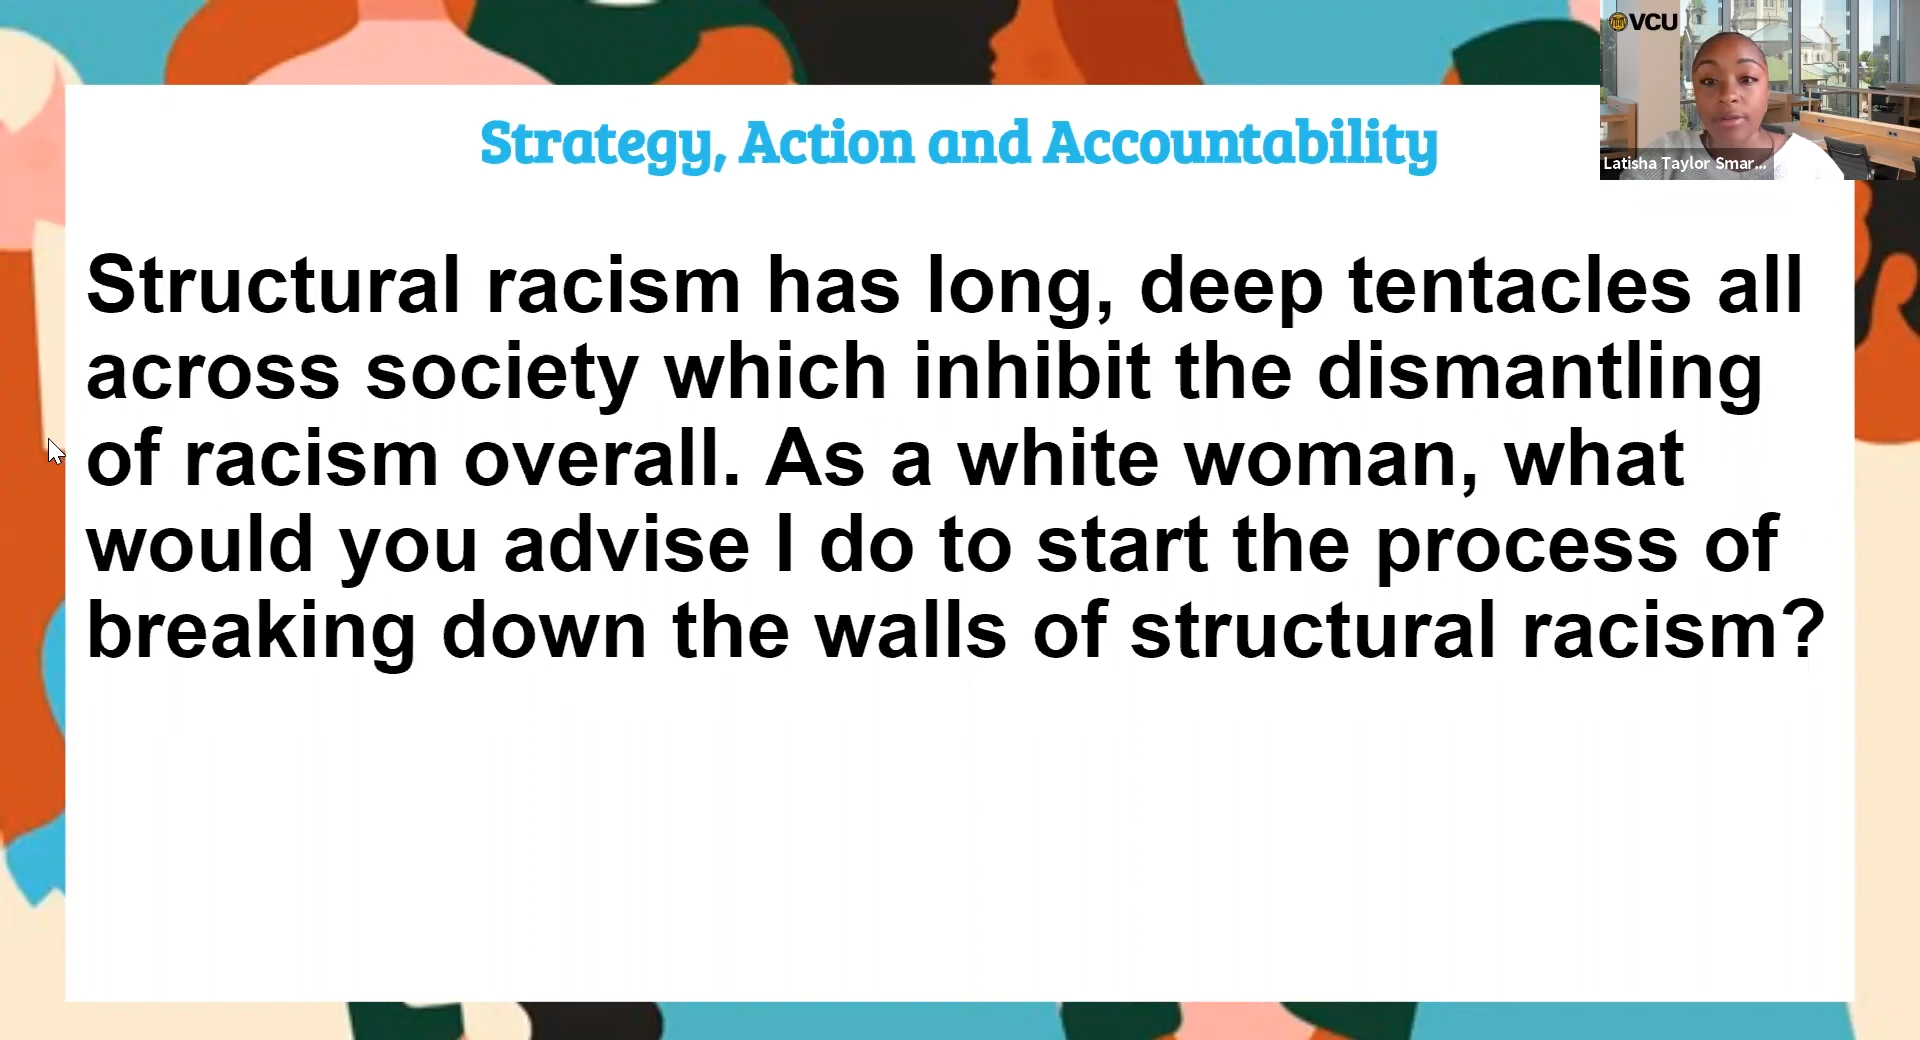 VCU
Strategy, Action and Accountability
Latisha Taylor Smar...
Structural racism has long, deep tentacles all
across society which inhibit the dismantling
of racism overall. As a white woman, what
would you advise I do to start the process of
breaking down the walls of structural racism?